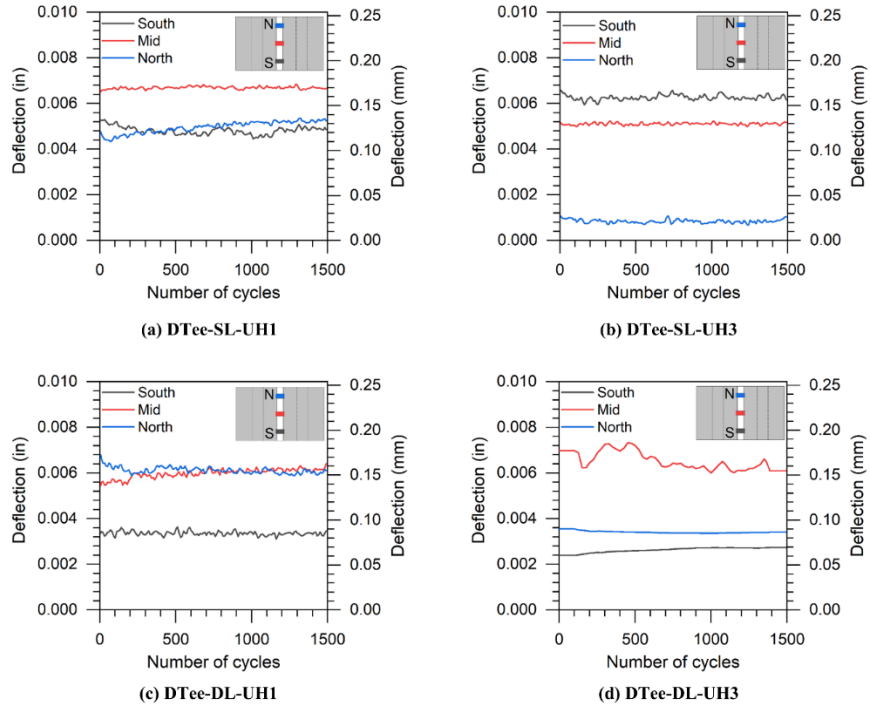 South
Mid
North
N
S
0.010
0.008
0.006
0.004
0.002
0.000
Deflection (in)
0.25
0.20
0.15
0.10
0.05
0.00
Deflection (mm)
0 500 1000 1500
Number of cycles
(a) DTee-SL-UH1
South
Mid
North
N
S
0.010
0.008
0.006
0.004
0.002
0.000
Deflection (in)
0.25
0.20
0.15
0.10
0.05
0.00
Deflection (mm)
0 500 1000 1500
Number of cycles
(b) DTee-SL-UH3
South
Mid
North
N
S
0.010
0.008
0.006
0.004
0.002
0.000
Deflection (in)
0.25
0.20
0.15
0.10
0.05
0.00
Deflection (mm)
0 500 1000 1500
Number of cycles
(c) DTee-DL-UH1
South
Mid
North
N
S
0.010
0.008
0.006
0.004
0.002
0.000
Deflection (in)
0.25
0.20
0.15
0.10
0.05
0.00
Deflection (mm)
0 500 1000 1500
Number of cycles
(d) DTee-DL-UH3